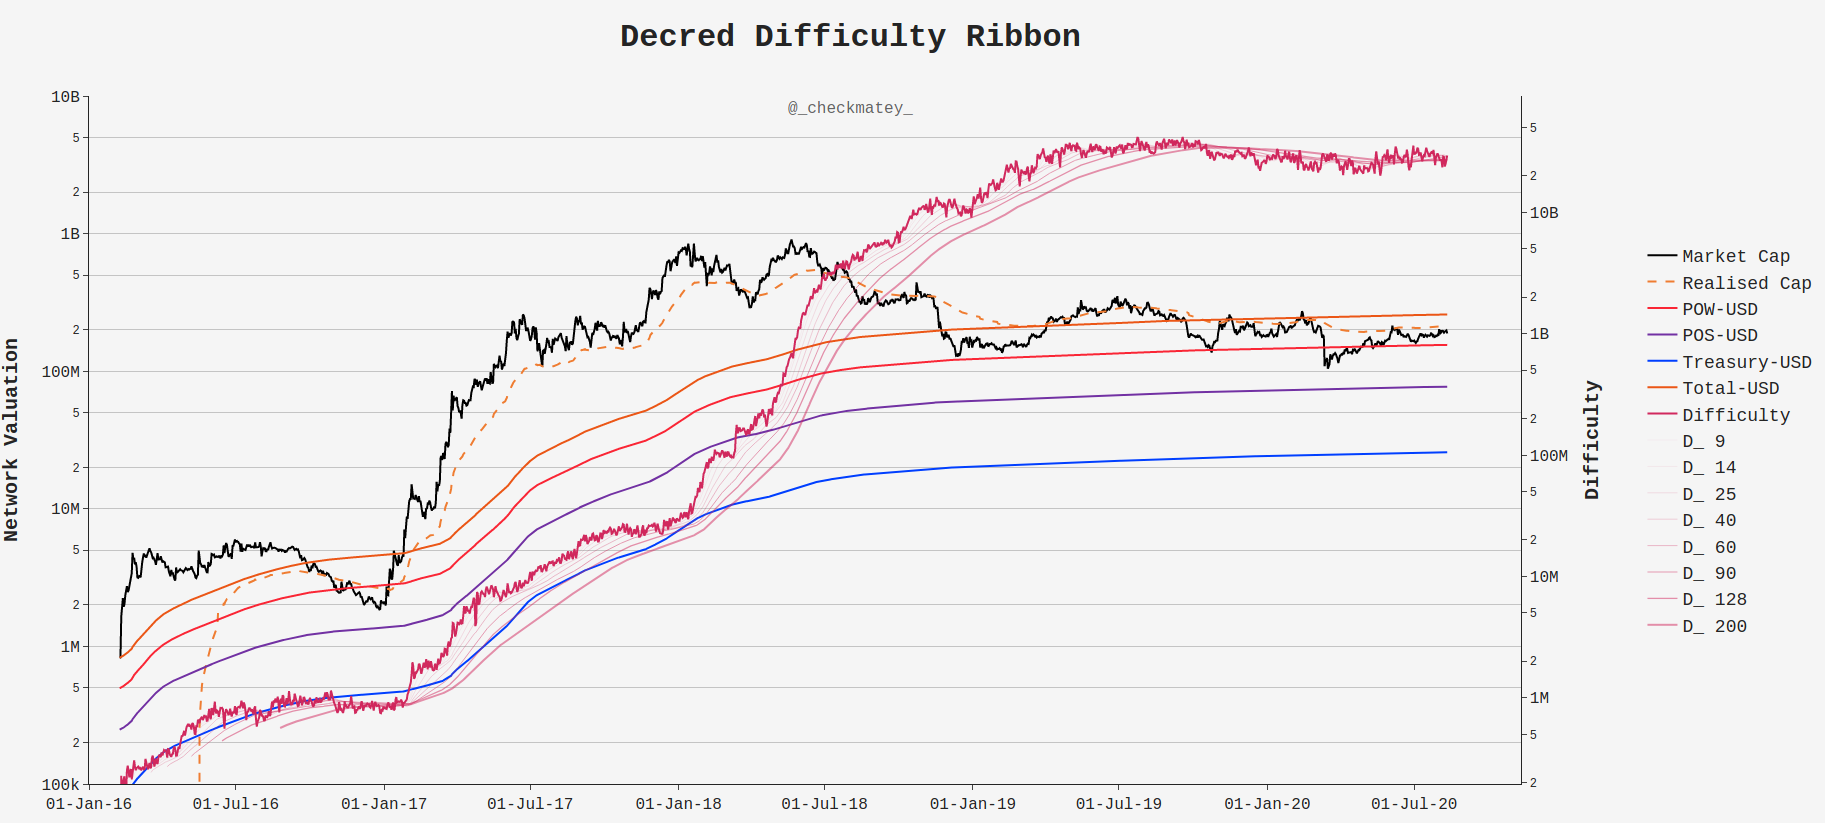 Decred Difficulty Ribbon
@_checkmatey_
Network Valuation
10B
5
2
1B
5
2
100M
5
2
10M
5
2
1M
5
2
100k
01-Jan-16
01-Jul-16
01-Jan-17
01-Jul-17
01-Jan-18
01-Jul-18
01-Jan-19
01-Jul-19
01-Jan-20
01-Jul-20
5
2
10B
5
2
1B
5
2
100M
5
2
10M
5
2
1M
5
2
Difficulty
Market Cap
Realised Cap
POW-USD
POS-USD
Treasury-USD
Total-USD
Difficulty
D_ 9
D_ 14
D_ 25
D_ 40
D_ 60
D_ 90
D_ 128
D_ 200